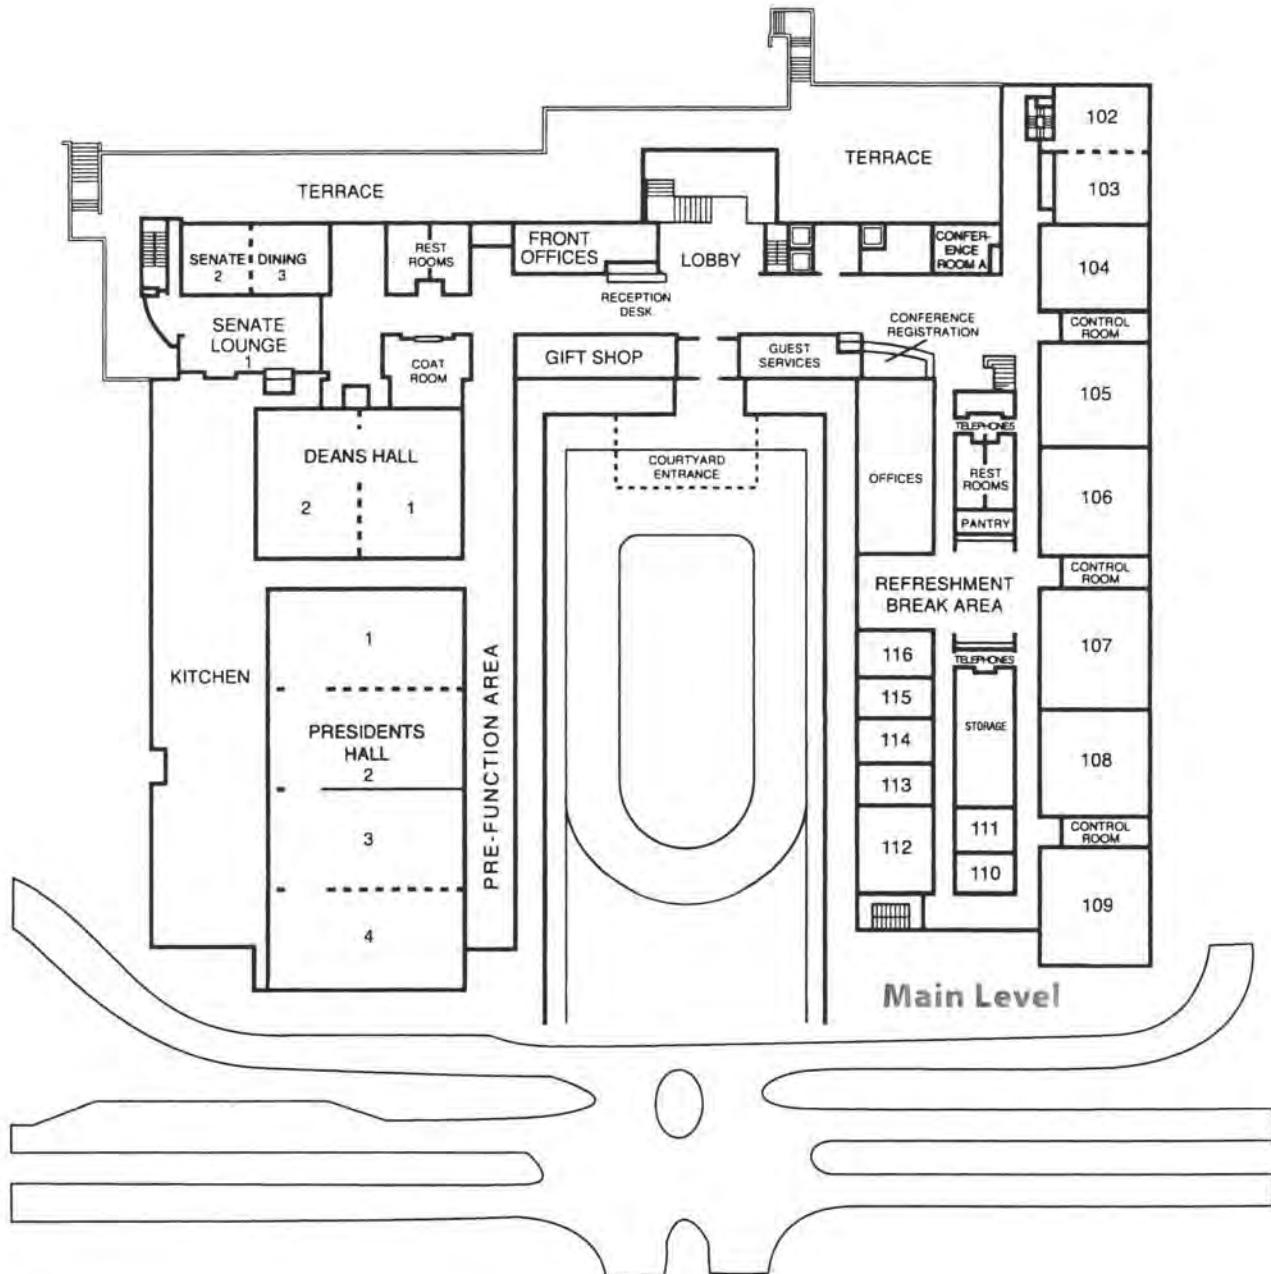 102
TERRACE
103
TERRACE
FRONT
OFFICES
CONFER-
ENCE
ROOM A
REST
ROOMS
SENATE
2
DINING
3
LOBBY
104
RECEPTION
DESK
SENATE
LOUNGE
1
CONFERENCE
REGISTRATION
CONTROL
ROOM
GIFT SHOP
GUEST
SERVICES
COAT
ROOM
105
TELEPHONES
DEANS HALL
COURTYARD
ENTRANCE
OFFICES
REST
ROOMS
106
2
1
PANTRY
CONTROL
ROOM
REFRESHMENT
BREAK AREA
1
116
TELEPHONES
107
KITCHEN
115
PRESIDENTS
HALL
2
PRE-FUNCTION AREA
114
STORAGE
108
113
3
112
111
CONTROL
ROOM
110
109
4
Main Level